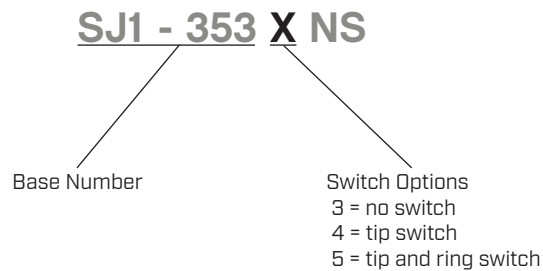 SJ1 - 353 X NS
Base Number
Switch Options
3 = no switch
4 = tip switch
5 = tip and ring switch